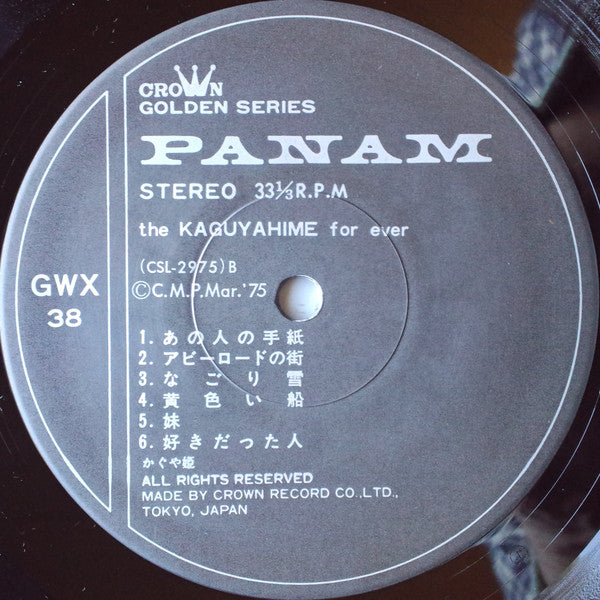 CROWN
GOLDEN SERIES
PANAM
STEREO 33⅓R.P.M
the KAGUYAHIME for ever
(CSL-2975)B
©C.M.P.Mar.'75
GWX
38
1. あの人の手紙
2. アビーロードの街
3. なごり雪
4. 黄色い船
5. 妹
6. 好きだった人
かぐや姫
ALL RIGHTS RESERVED
MADE BY CROWN RECORD CO.,LTD.,
TOKYO, JAPAN